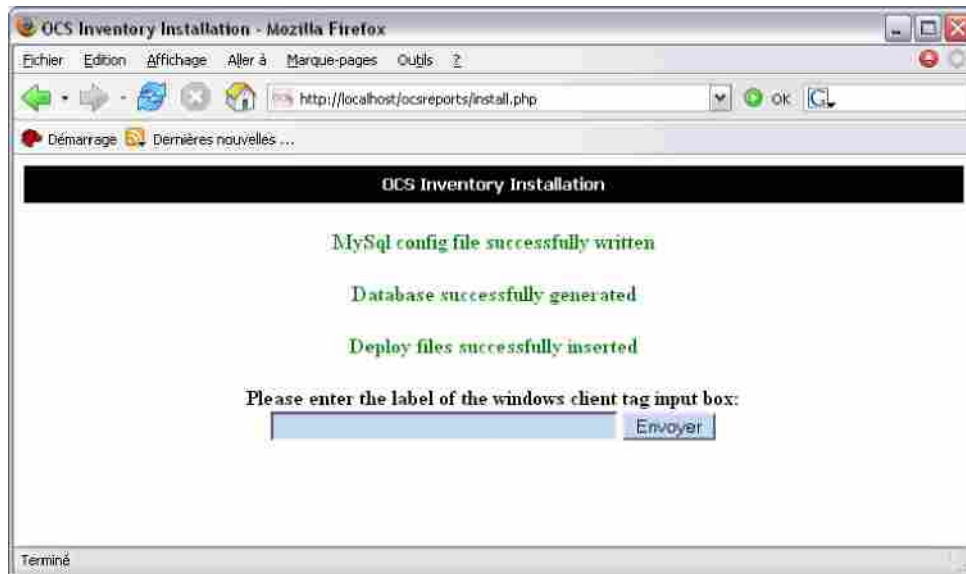 OCS Inventory Installation - Mozilla Firefox
Fichier Edition Affichage Aller à Marque-pages Outils ?
http://localhost/ocsreports/install.php OK G
Démarrage Dernières nouvelles ...
OCS Inventory Installation
MySql config file successfully written
Database successfully generated
Deploy files successfully inserted
Please enter the label of the windows client tag input box:
Envoyer
Terminé